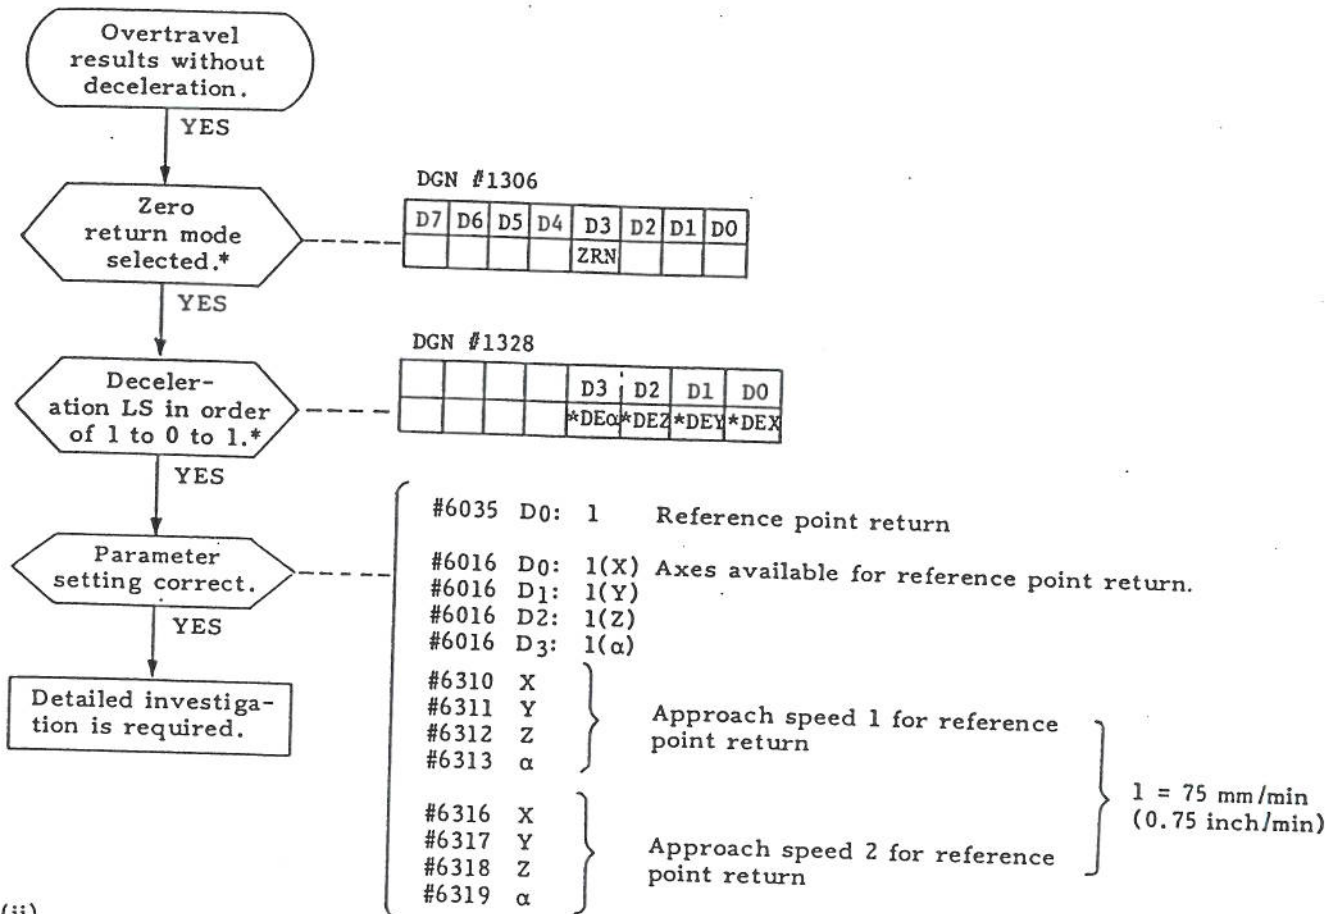 Overtravel
results without
deceleration.
YES
Zero
return mode
selected.*
DGN #1306
D7 D6 D5 D4 D3 D2 D1 D0
ZRN
YES
Deceler-
ation LS in order
of 1 to 0 to 1.*
DGN #1328
D3 D2 D1 D0
*DEα *DEZ *DEY *DEX
YES
Parameter
setting correct.
YES
Detailed investiga-
tion is required.
#6035 D0: 1 Reference point return
#6016 D0: 1(X) Axes available for reference point return.
#6016 D1: 1(Y)
#6016 D2: 1(Z)
#6016 D3: 1(α)
#6310 X
#6311 Y
#6312 Z
#6313 α
Approach speed 1 for reference
point return
#6316 X
#6317 Y
#6318 Z
#6319 α
Approach speed 2 for reference
point return
1 = 75 mm/min
(0.75 inch/min)
(ii)